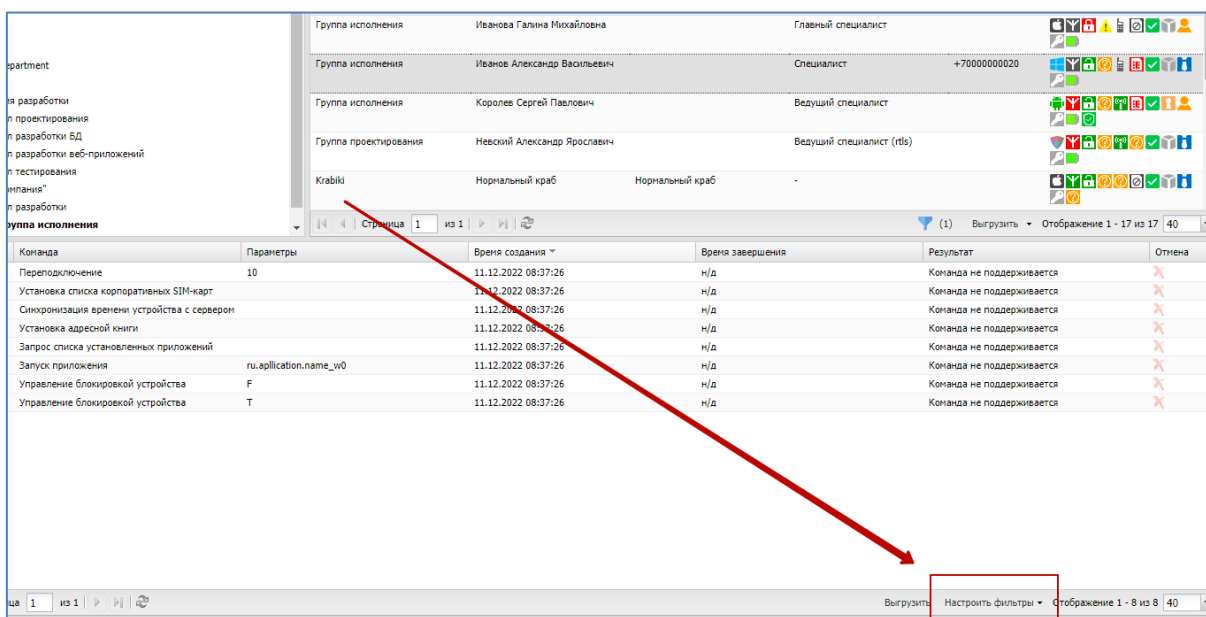 Группа исполнения Иванова Галина Михайловна Главный специалист
epartment
Группа исполнения Иванов Александр Васильевич Специалист +70000000020
ия разработки
Группа исполнения Королев Сергей Павлович Ведущий специалист
л проектирования
л разработки БД
Группа проектирования Невский Александр Ярославич Ведущий специалист (rtls)
л разработки веб-приложений
л тестирования
омпания"
Krabiki Нормальный краб Нормальный краб -
л разработки
руппа исполнения
Страница 1 из 1 (1) Выгрузить Отображение 1 - 17 из 17 40
Команда Параметры Время создания Время завершения Результат Отмена
Переподключение 10 11.12.2022 08:37:26 н/д Команда не поддерживается
Установка списка корпоративных SIM-карт 11.12.2022 08:37:26 н/д Команда не поддерживается
Синхронизация времени устройства с сервером 11.12.2022 08:37:26 н/д Команда не поддерживается
Установка адресной книги 11.12.2022 08:37:26 н/д Команда не поддерживается
Запрос списка установленных приложений 11.12.2022 08:37:26 н/д Команда не поддерживается
Запуск приложения ru.apllication.name_w0 11.12.2022 08:37:26 н/д Команда не поддерживается
Управление блокировкой устройства F 11.12.2022 08:37:26 н/д Команда не поддерживается
Управление блокировкой устройства T 11.12.2022 08:37:26 н/д Команда не поддерживается
ца 1 из 1 Выгрузить Настроить фильтры Отображение 1 - 8 из 8 40